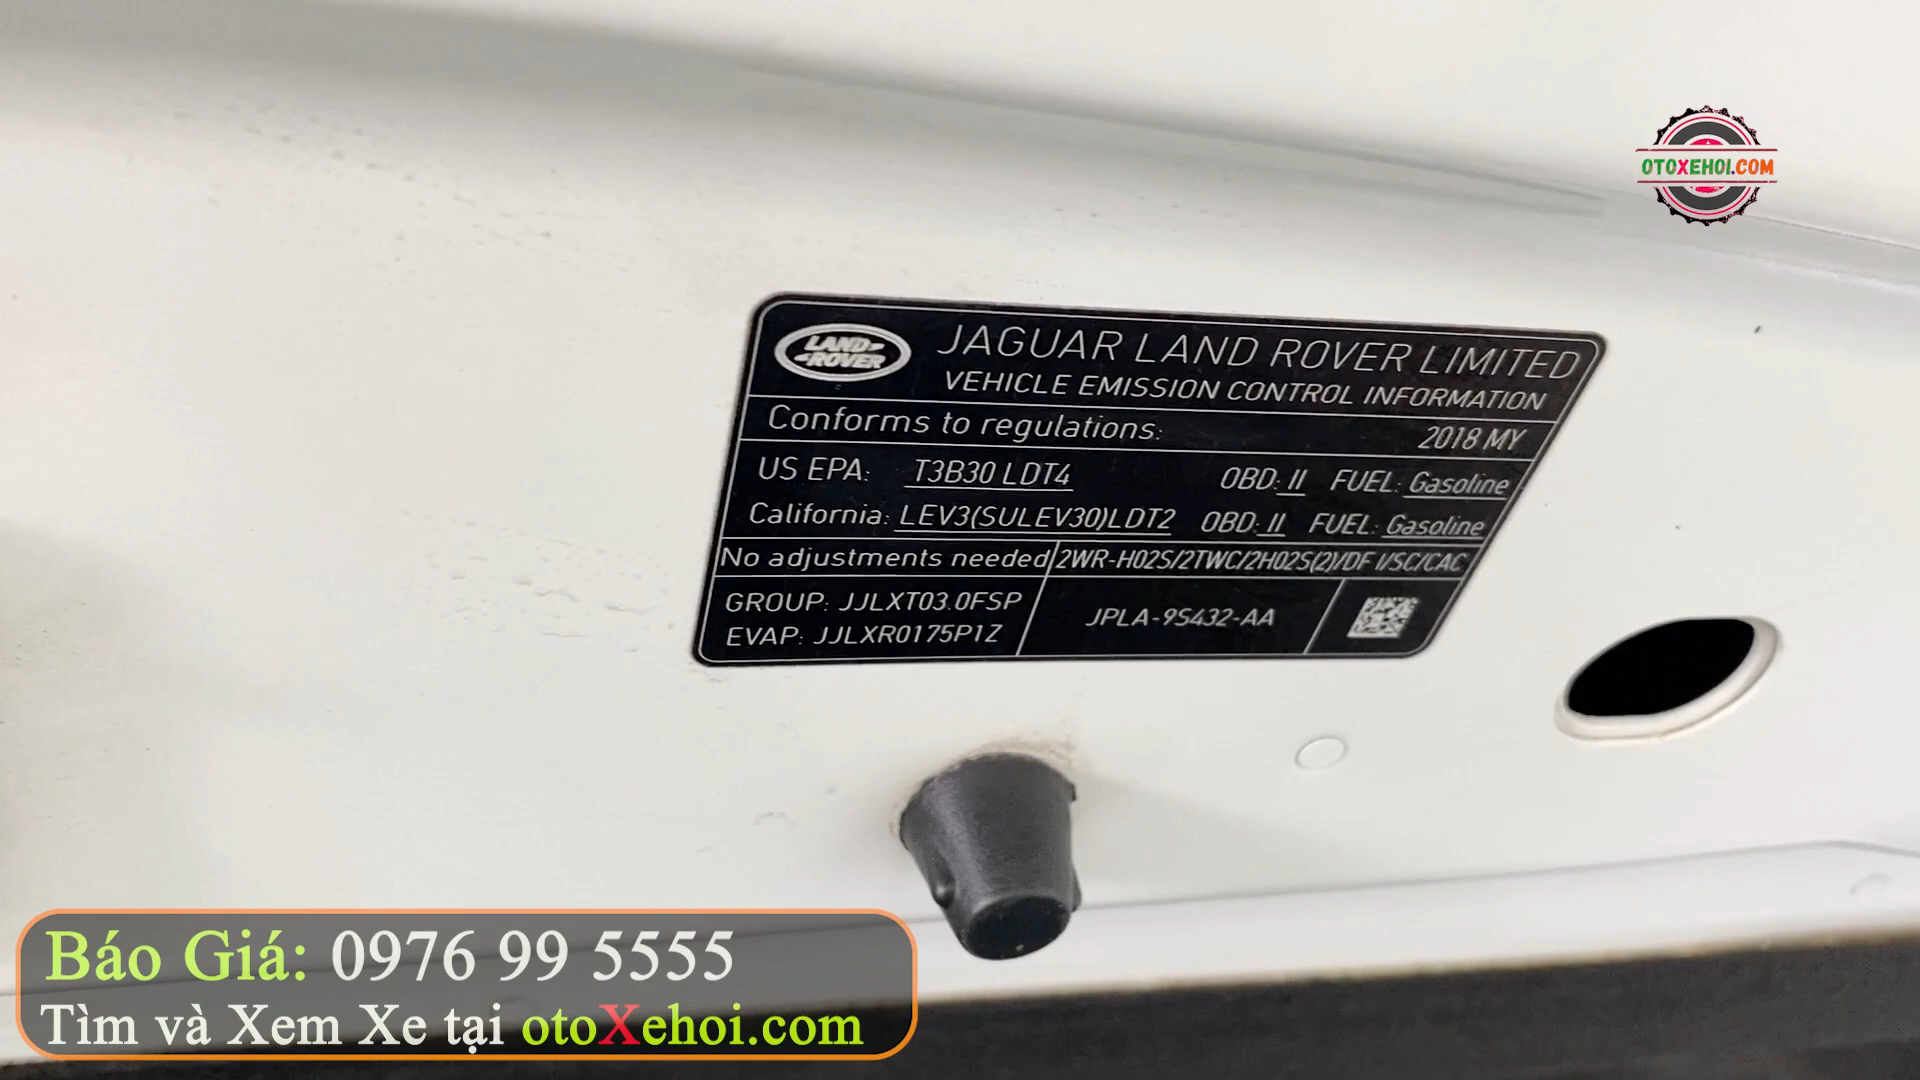 OTOXEHOI.COM
LAND ROVER
JAGUAR LAND ROVER LIMITED
VEHICLE EMISSION CONTROL INFORMATION
Conforms to regulations: 2018 MY
US EPA: T3B30 LDT4 OBD: II FUEL: Gasoline
California: LEV3(SULEV30)LDT2 OBD: II FUEL: Gasoline
No adjustments needed 2WR-HO2S/2TWC/2HO2S(2)/DFI/SC/CAC
GROUP: JJLXT03.0FSP
EVAP: JJLXR0175P1Z
JPLA-9S432-AA
Báo Giá: 0976 99 5555
Tìm và Xem Xe tại otoXehoi.com